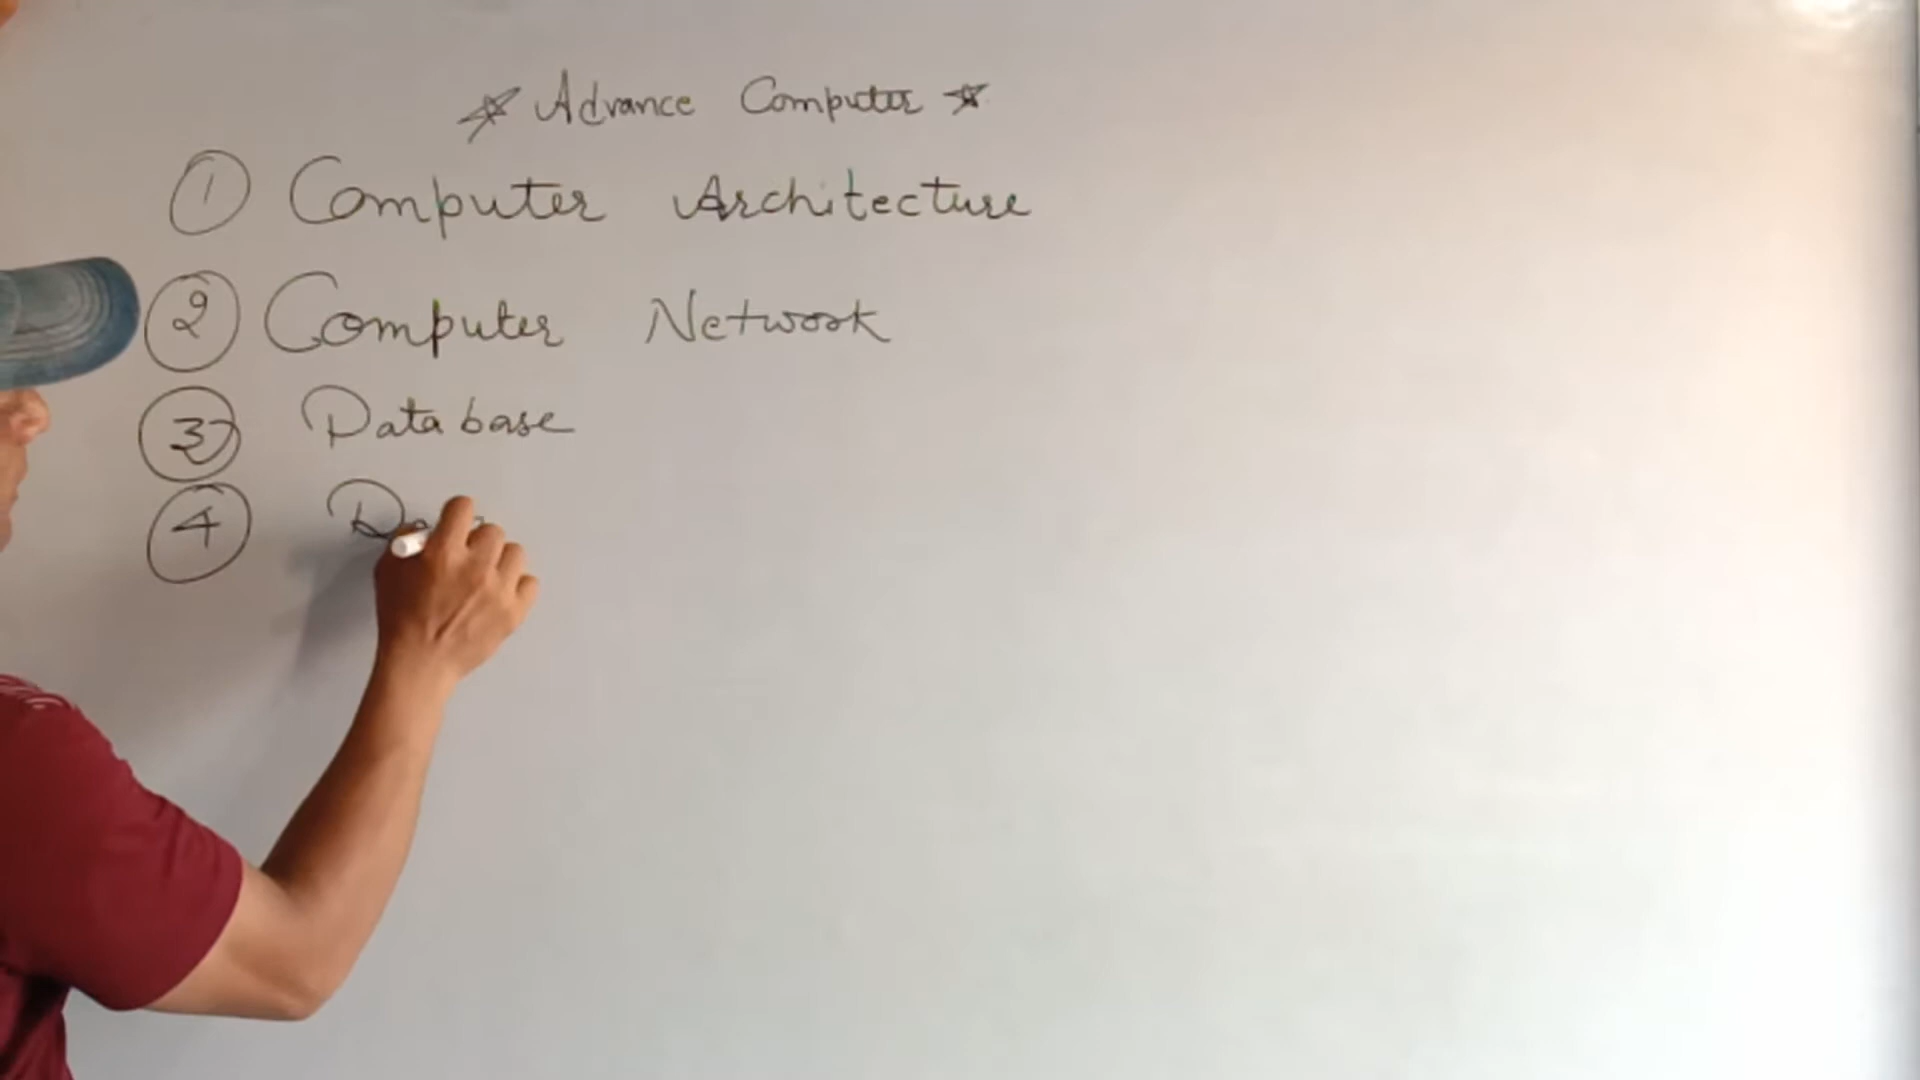 ☆ Advance Computer ☆
① Computer Architecture
② Computer Network
③ Database
④